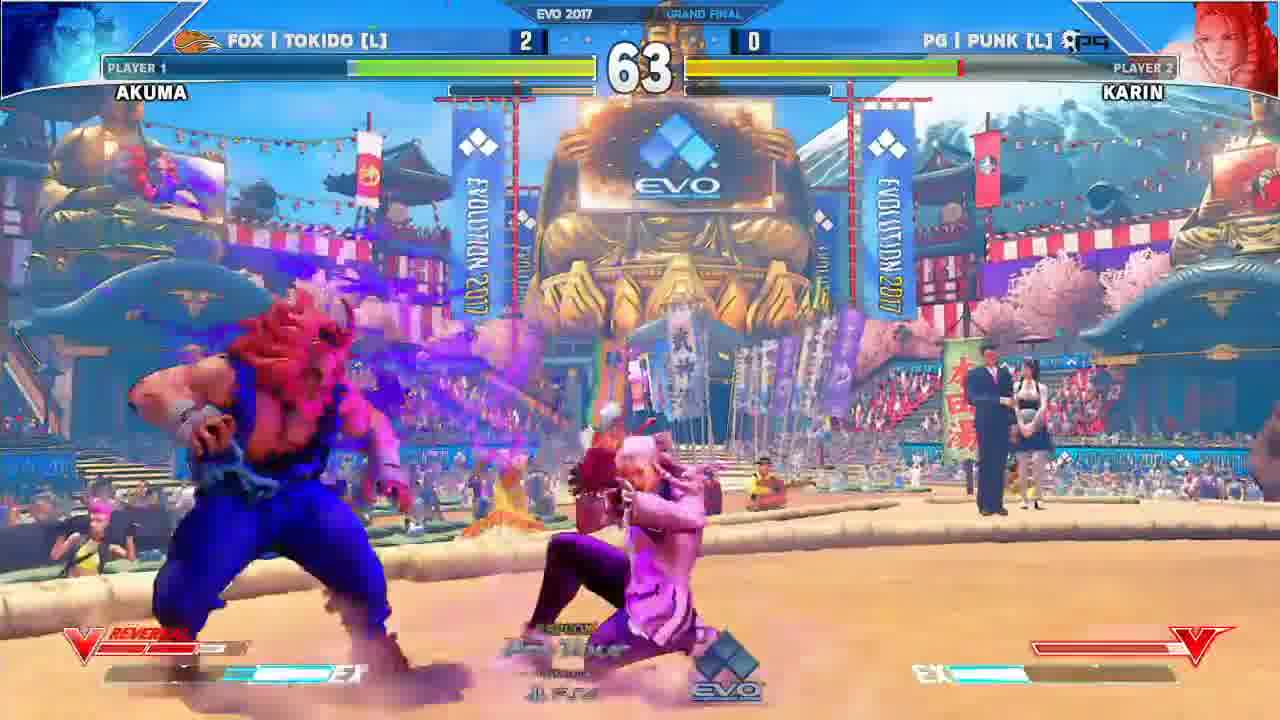 EVO 2017
GRAND FINAL
FOX | TOKIDO [L]
2
63
0
PG | PUNK [L]
PLAYER 1
PLAYER 2
AKUMA
KARIN
EVO
EVOLUTION 2017
EVOLUTION 2017
REVERSAL
EX
EX
EVO